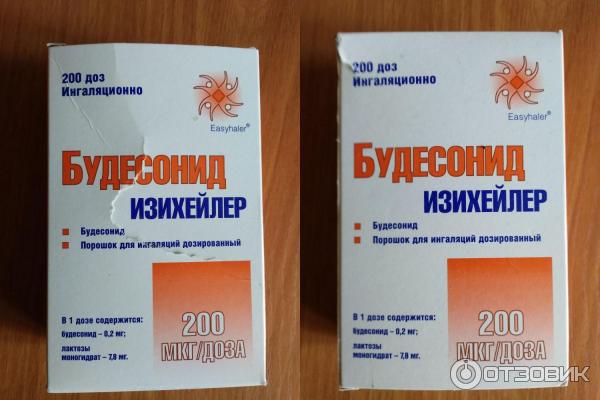 200 доз
Ингаляционно
Easyhaler®
Будесонид
ИЗИХЕЙЛЕР
Будесонид
Порошок для ингаляций дозированный
В 1 дозе содержится:
будесонид – 0,2 мг;
лактозы
моногидрат – 7,8 мг.
200
МКГ/ДОЗА
200 доз
Ингаляционно
Easyhaler®
Будесонид
ИЗИХЕЙЛЕР
Будесонид
Порошок для ингаляций дозированный
В 1 дозе содержится:
будесонид – 0,2 мг;
лактозы
моногидрат – 7,8 мг.
200
МКГ/ДОЗА
ОТЗОВИК